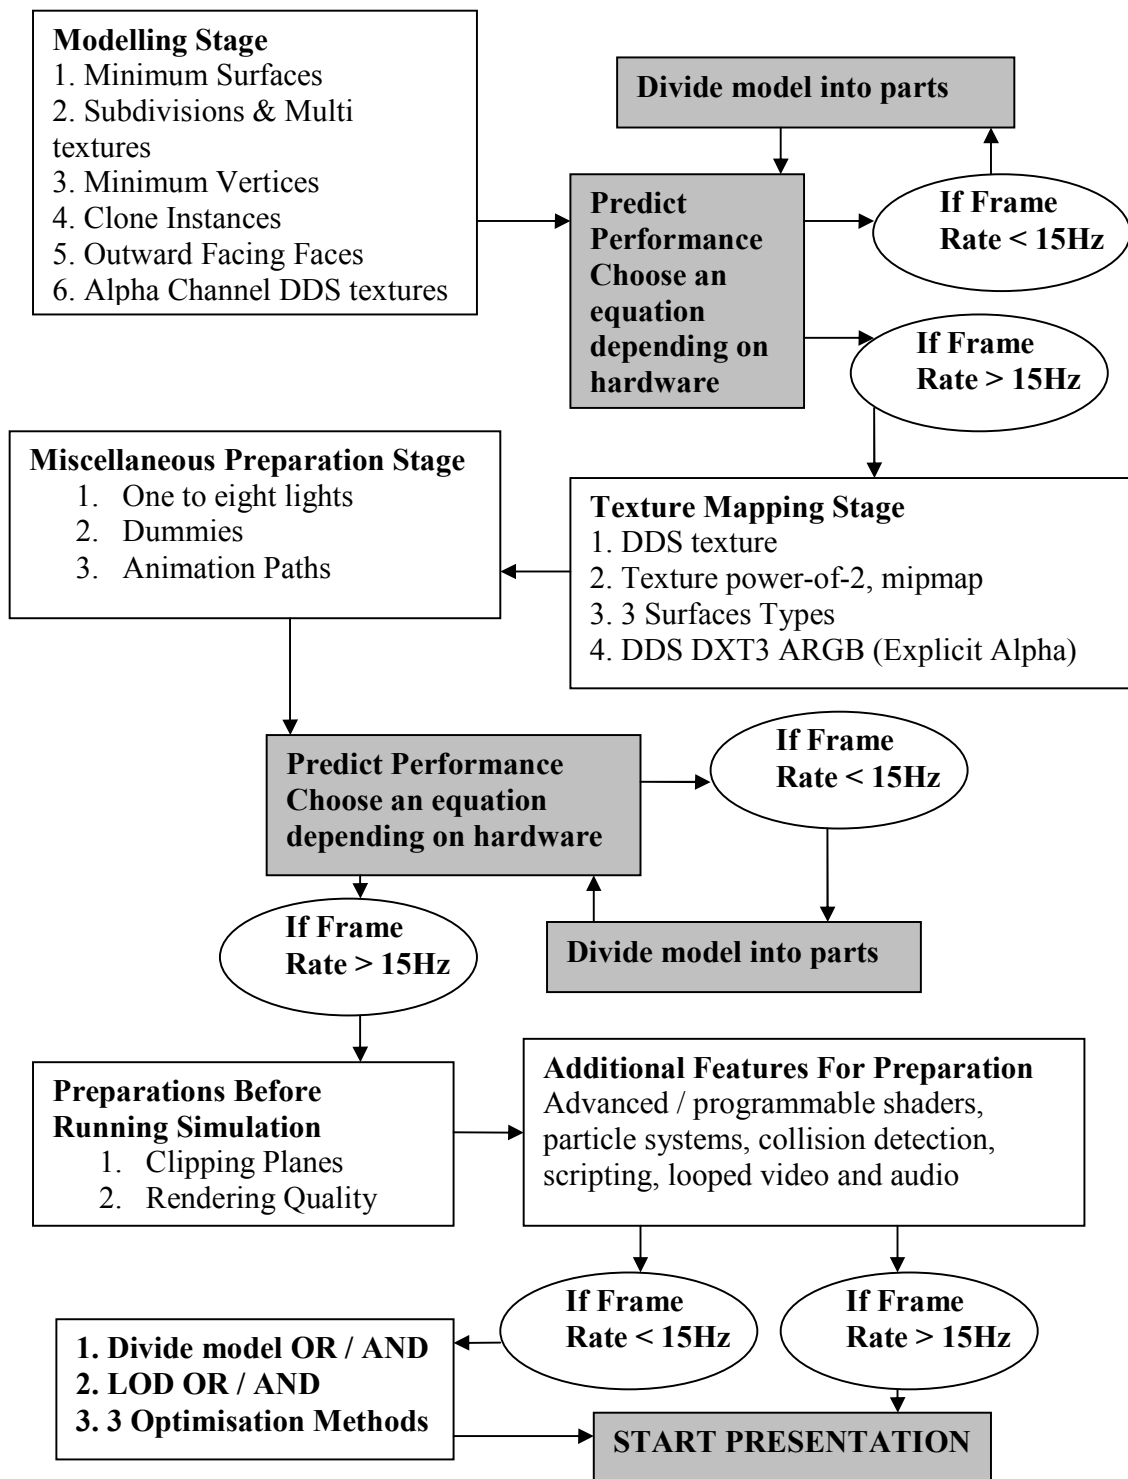 Modelling Stage
1. Minimum Surfaces
2. Subdivisions & Multi
textures
3. Minimum Vertices
4. Clone Instances
5. Outward Facing Faces
6. Alpha Channel DDS textures
Divide model into parts
Predict
Performance
Choose an
equation
depending on
hardware
If Frame
Rate < 15Hz
If Frame
Rate > 15Hz
Texture Mapping Stage
1. DDS texture
2. Texture power-of-2, mipmap
3. 3 Surfaces Types
4. DDS DXT3 ARGB (Explicit Alpha)
Miscellaneous Preparation Stage
1. One to eight lights
2. Dummies
3. Animation Paths
Predict Performance
Choose an equation
depending on hardware
If Frame
Rate < 15Hz
Divide model into parts
If Frame
Rate > 15Hz
Preparations Before
Running Simulation
1. Clipping Planes
2. Rendering Quality
Additional Features For Preparation
Advanced / programmable shaders,
particle systems, collision detection,
scripting, looped video and audio
If Frame
Rate < 15Hz
If Frame
Rate > 15Hz
1. Divide model OR / AND
2. LOD OR / AND
3. 3 Optimisation Methods
START PRESENTATION